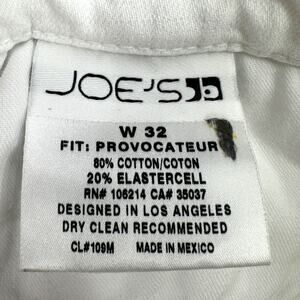 JOE'S
W 32
FIT: PROVOCATEUR
80% COTTON/COTON
20% ELASTERCELL
RN# 106214 CA# 35037
DESIGNED IN LOS ANGELES
DRY CLEAN RECOMMENDED
CL#109M MADE IN MEXICO